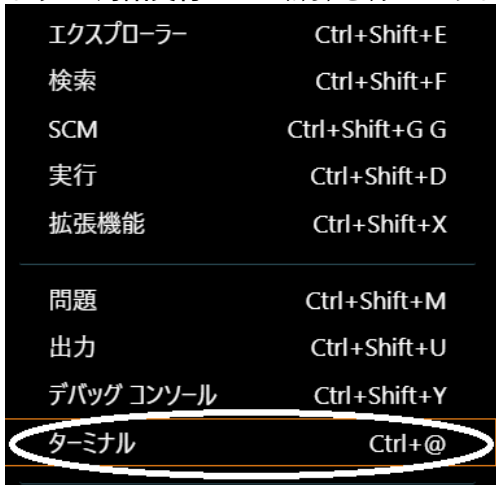 エクスプローラー Ctrl+Shift+E
検索 Ctrl+Shift+F
SCM Ctrl+Shift+G G
実行 Ctrl+Shift+D
拡張機能 Ctrl+Shift+X
問題 Ctrl+Shift+M
出力 Ctrl+Shift+U
デバッグ コンソール Ctrl+Shift+Y
ターミナル Ctrl+@